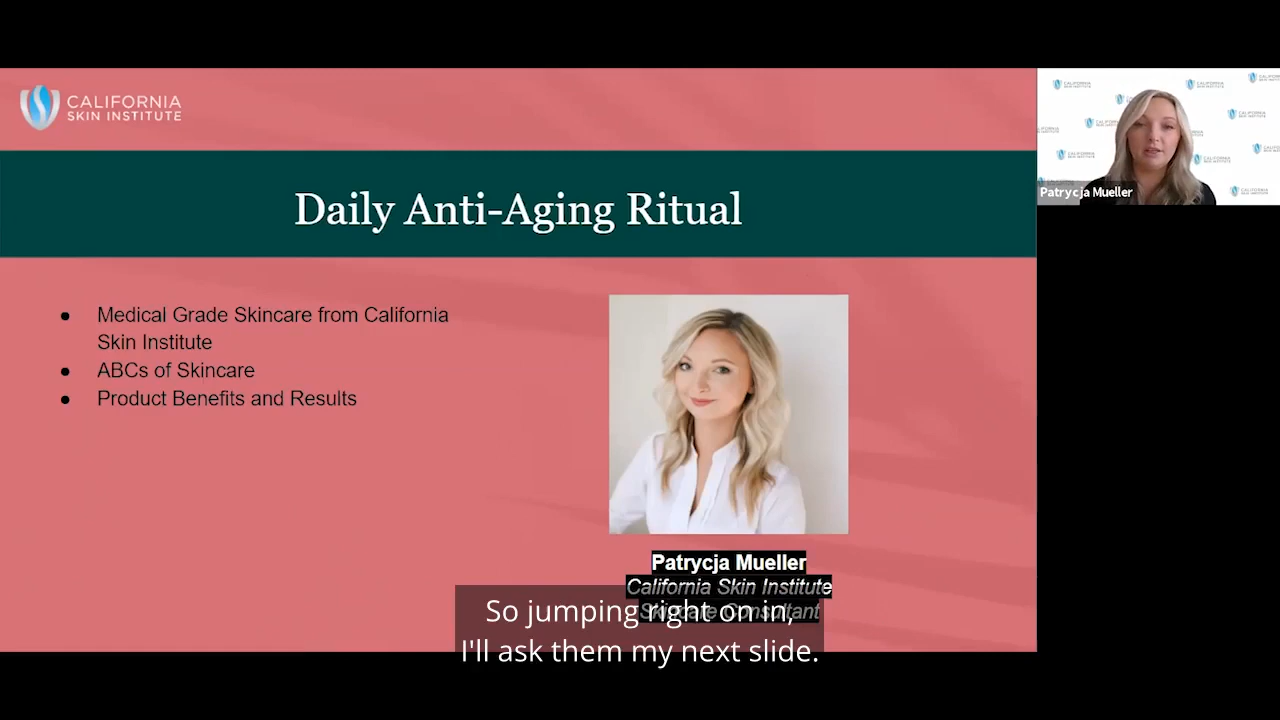 CALIFORNIA
SKIN INSTITUTE
Daily Anti-Aging Ritual
● Medical Grade Skincare from California
Skin Institute
● ABCs of Skincare
● Product Benefits and Results
Patrycja Mueller
California Skin Institute
Skincare Consultant
So jumping right on in,
I'll ask them my next slide.
Patrycja Mueller